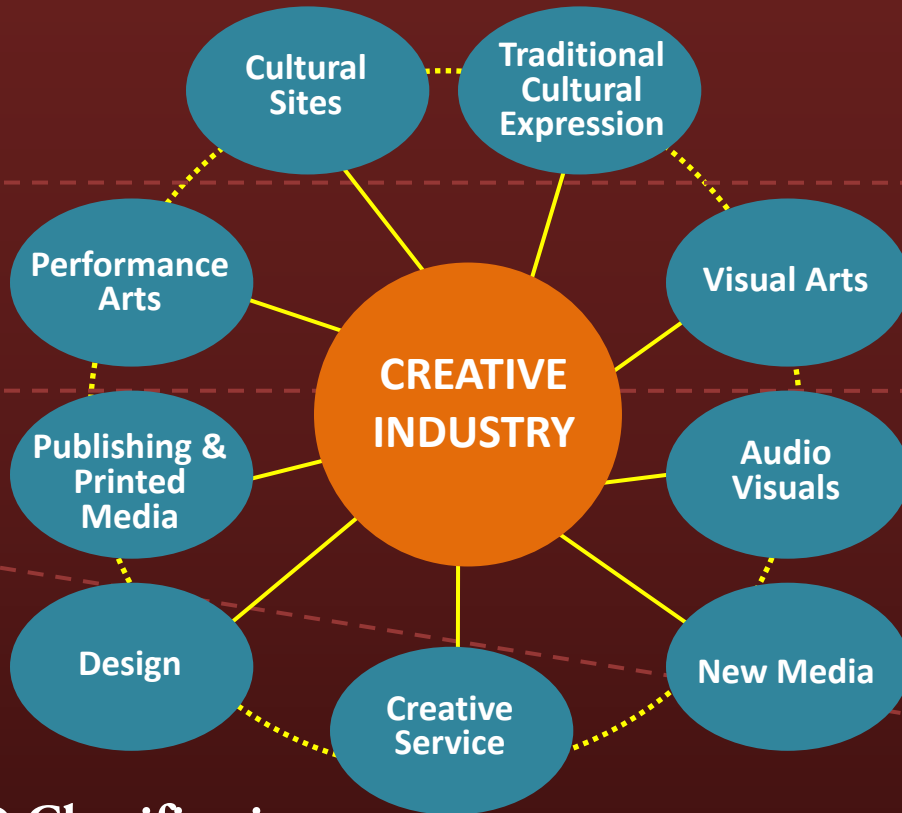 Cultural
Sites
Traditional
Cultural
Expression
Performance
Arts
Visual Arts
CREATIVE
INDUSTRY
Publishing &
Printed
Media
Audio
Visuals
Design
New Media
Creative
Service